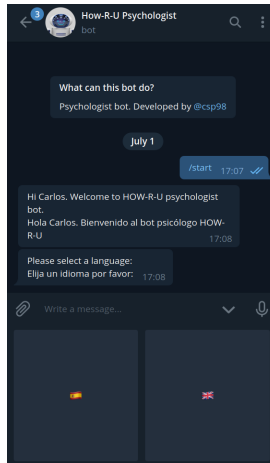 3
How-R-U Psychologist
bot
What can this bot do?
Psychologist bot. Developed by @csp98
July 1
/start 17:07
Hi Carlos. Welcome to HOW-R-U psychologist
bot.
Hola Carlos. Bienvenido al bot psicólogo HOW-
R-U
17:08
Please select a language:
Elija un idioma por favor: 17:08
Write a message...